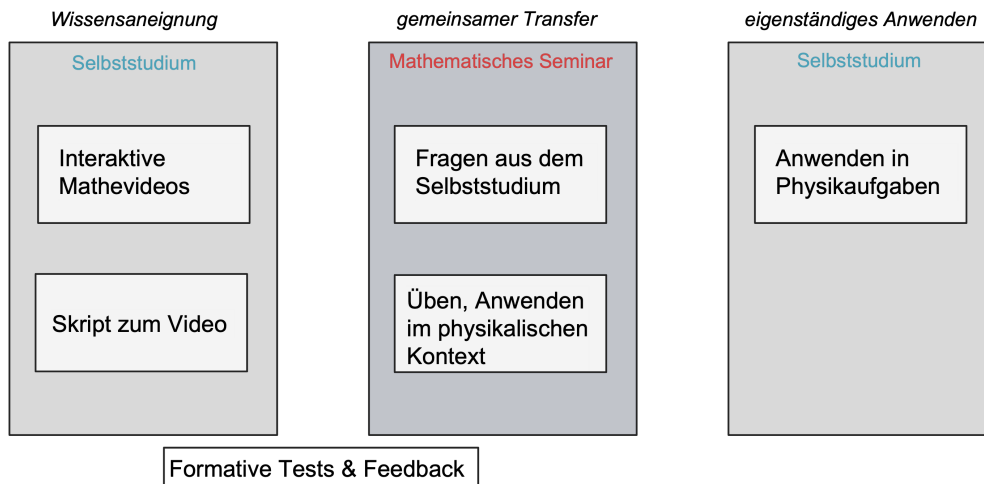 Wissensaneignung
Selbststudium
Interaktive
Mathevideos
Skript zum Video
gemeinsamer Transfer
Mathematisches Seminar
Fragen aus dem
Selbststudium
Üben, Anwenden
im physikalischen
Kontext
eigenständiges Anwenden
Selbststudium
Anwenden in
Physikaufgaben
Formative Tests & Feedback